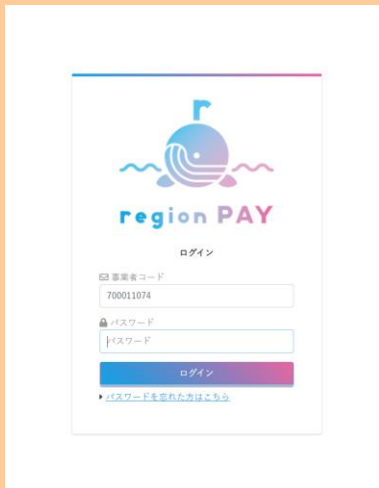 r
region PAY
ログイン
事業者コード
700011074
パスワード
パスワード
ログイン
パスワードを忘れた方はこちら